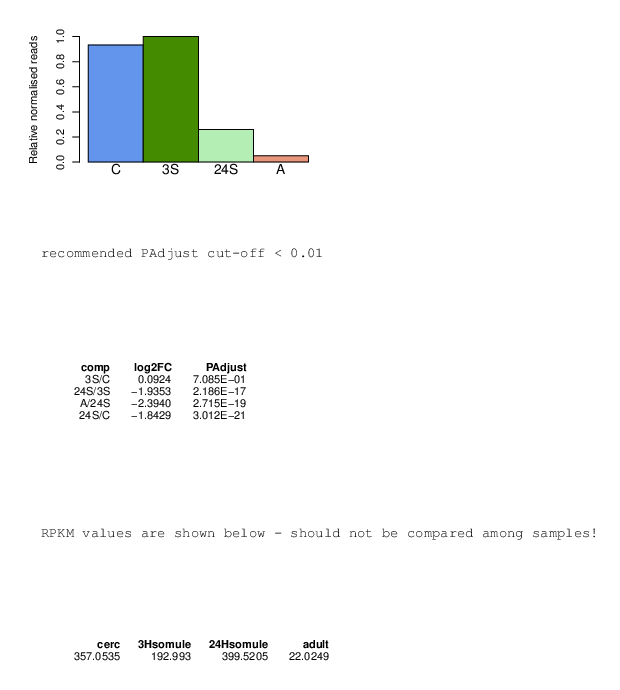 Relative normalised reads
1.0
0.8
0.6
0.4
0.2
0.0
C 3S 24S A
recommended PAdjust cut-off < 0.01
comp log2FC PAdjust
3S/C 0.0924 7.085E−01
24S/3S −1.9353 2.186E−17
A/24S −2.3940 2.715E−19
24S/C −1.8429 3.012E−21
RPKM values are shown below - should not be compared among samples!
cerc 3Hsomule 24Hsomule adult
357.0535 192.993 399.5205 22.0249